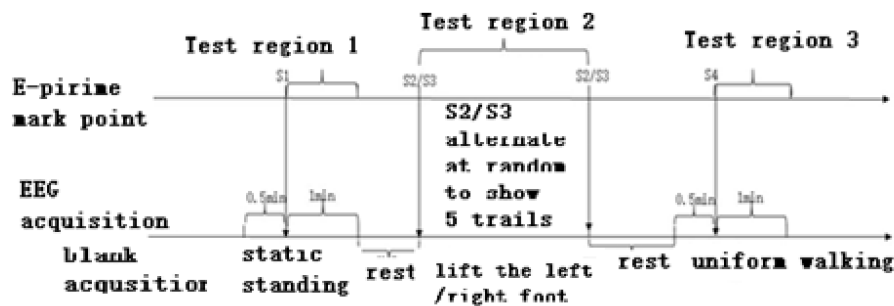 Test region 1
Test region 2
Test region 3
S1
S2/S3
S2/S3
S4
E-pirime
mark point
S2/S3
alternate
at random
to show
5 trails
EEG
acquisition
0.5min
1min
0.5min
1min
blank
acqusition
static
standing
rest
lift the left
/right foot
rest
uniform walking